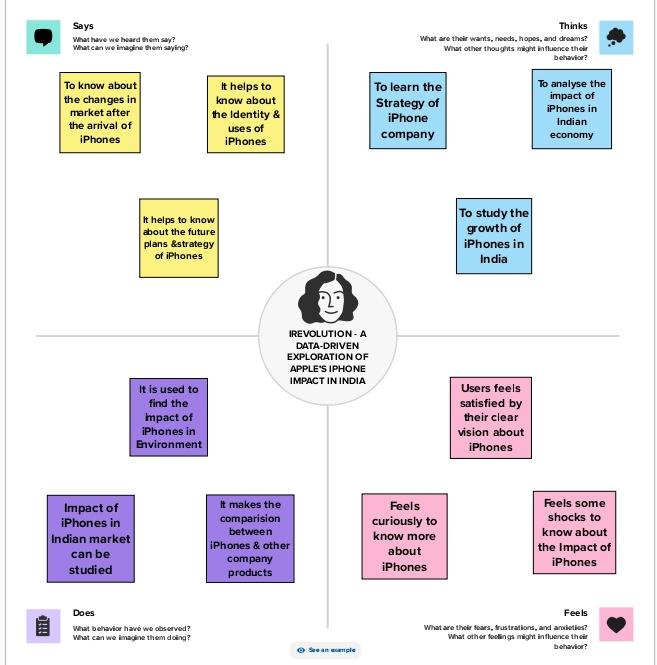 Says
What have we heard them say?
What can we imagine them saying?
Thinks
What are their wants, needs, hopes, and dreams?
What other thoughts might influence their
behavior?
To know about
the changes in
market after
the arrival of
iPhones
It helps to
know about
the Identity &
uses of
iPhones
It helps to know
about the future
plans &strategy
of iPhones
To learn the
Strategy of
iPhone
company
To analyse the
impact of
iPhones in
Indian
economy
To study the
growth of
iPhones in
India
IREVOLUTION - A
DATA-DRIVEN
EXPLORATION OF
APPLE'S IPHONE
IMPACT IN INDIA
It is used to
find the
impact of
iPhones in
Environment
Impact of
iPhones in
Indian market
can be
studied
It makes the
comparision
between
iPhones & other
company
products
Users feels
satisfied by
their clear
vision about
iPhones
Feels
curiously to
know more
about
iPhones
Feels some
shocks to
know about
the Impact of
iPhones
Does
What behavior have we observed?
What can we imagine them doing?
Feels
What are their fears, frustrations, and anxieties?
What other feelings might influence their
behavior?
See an example